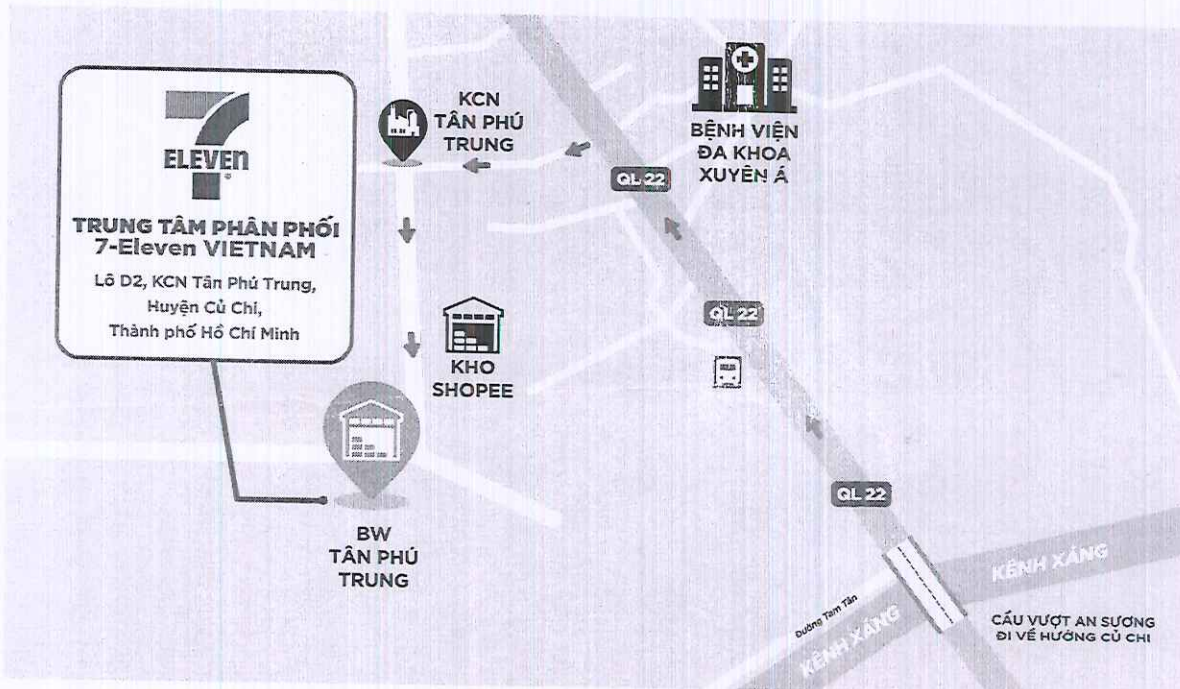 7
ELEVEn
TRUNG TÂM PHÂN PHỐI
7-Eleven VIETNAM
Lô D2, KCN Tân Phú Trung,
Huyện Củ Chi,
Thành phố Hồ Chí Minh
KCN
TÂN PHÚ
TRUNG
BỆNH VIỆN
ĐA KHOA
XUYÊN Á
QL 22
QL 22
KHO
SHOPEE
QL 22
BW
TÂN PHÚ
TRUNG
KÊNH XÁNG
Đường Tam Tân
KÊNH XÁNG
CẦU VƯỢT AN SƯƠNG
ĐI VỀ HƯỚNG CỦ CHI